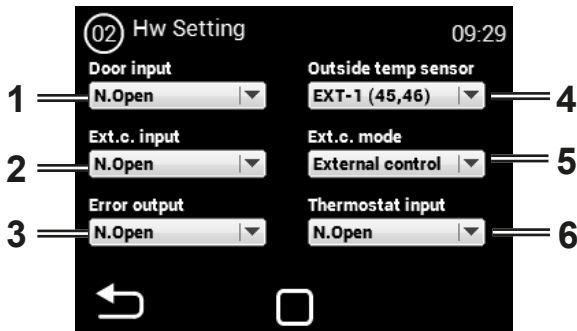 02 Hw Setting 09:29
Door input Outside temp sensor
1 N.Open EXT-1 (45,46) 4
Ext.c. input Ext.c. mode
2 N.Open External control 5
Error output Thermostat input
3 N.Open N.Open 6